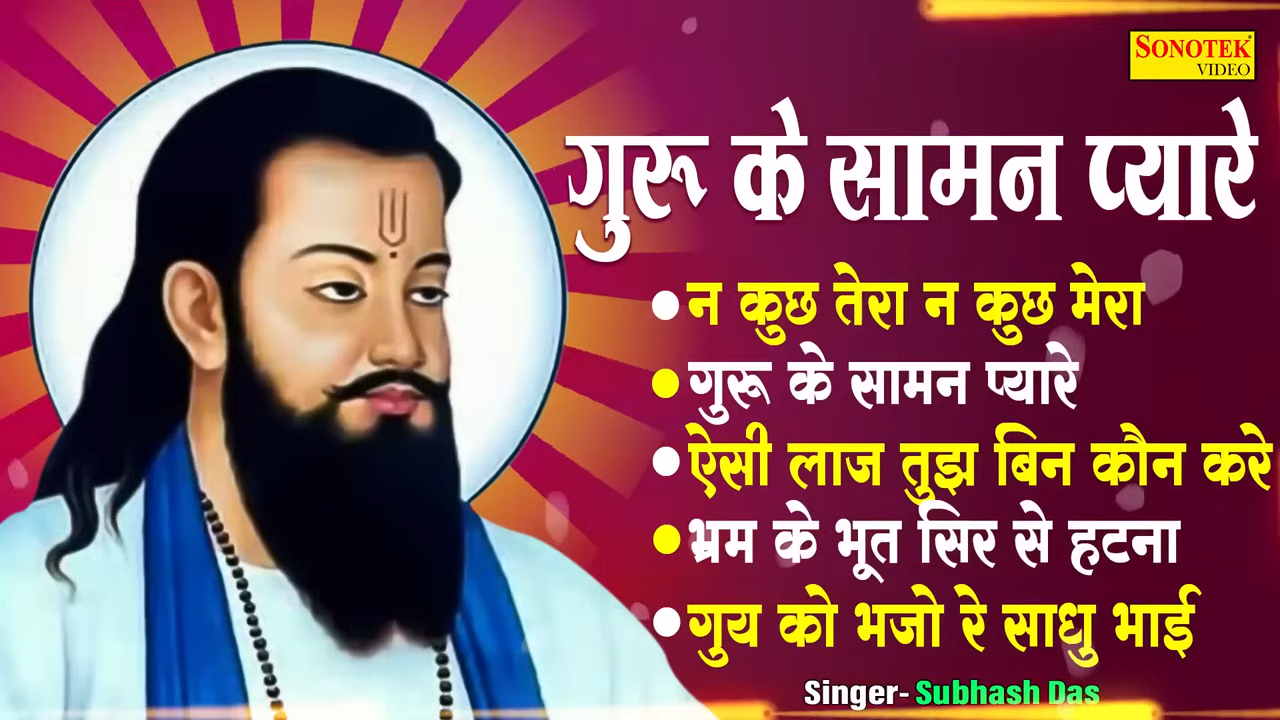 SONOTEK
VIDEO
गुरू के सामन प्यारे
न कुछ तेरा न कुछ मेरा
गुरू के सामन प्यारे
ऐसी लाज तुझ बिन कौन करे
भ्रम के भूत सिर से हटना
गुय को भजो रे साधु भाई
Singer- Subhash Das